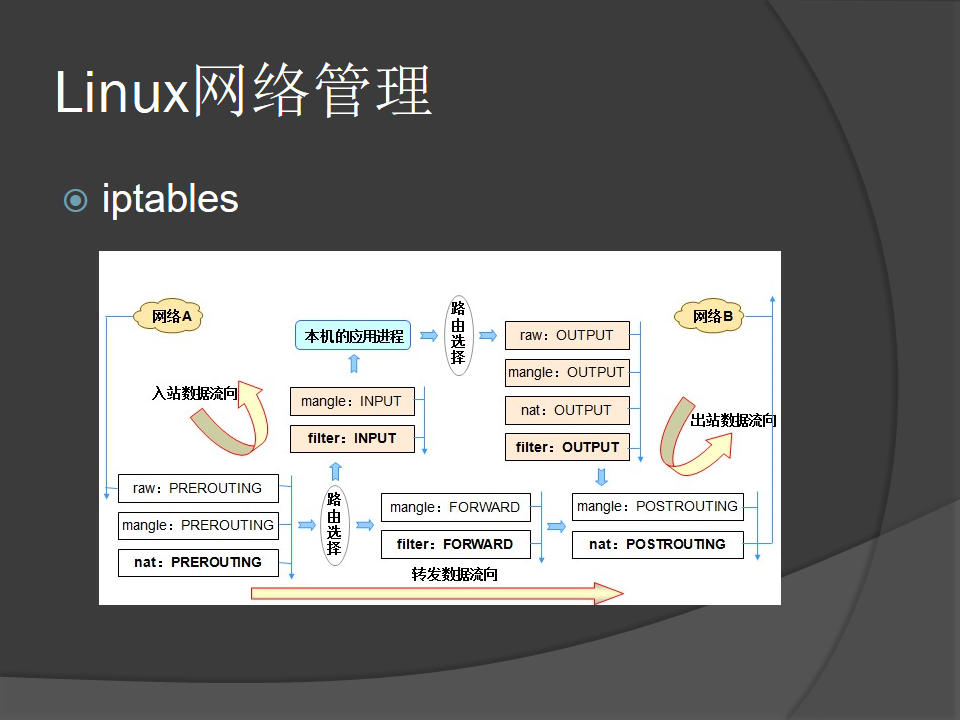 Linux网络管理
iptables
网络A
本机的应用进程
路由选择
网络B
raw：OUTPUT
mangle：OUTPUT
nat：OUTPUT
filter：OUTPUT
入站数据流向
mangle：INPUT
filter：INPUT
出站数据流向
raw：PREROUTING
mangle：PREROUTING
nat：PREROUTING
路由选择
mangle：FORWARD
filter：FORWARD
mangle：POSTROUTING
nat：POSTROUTING
转发数据流向